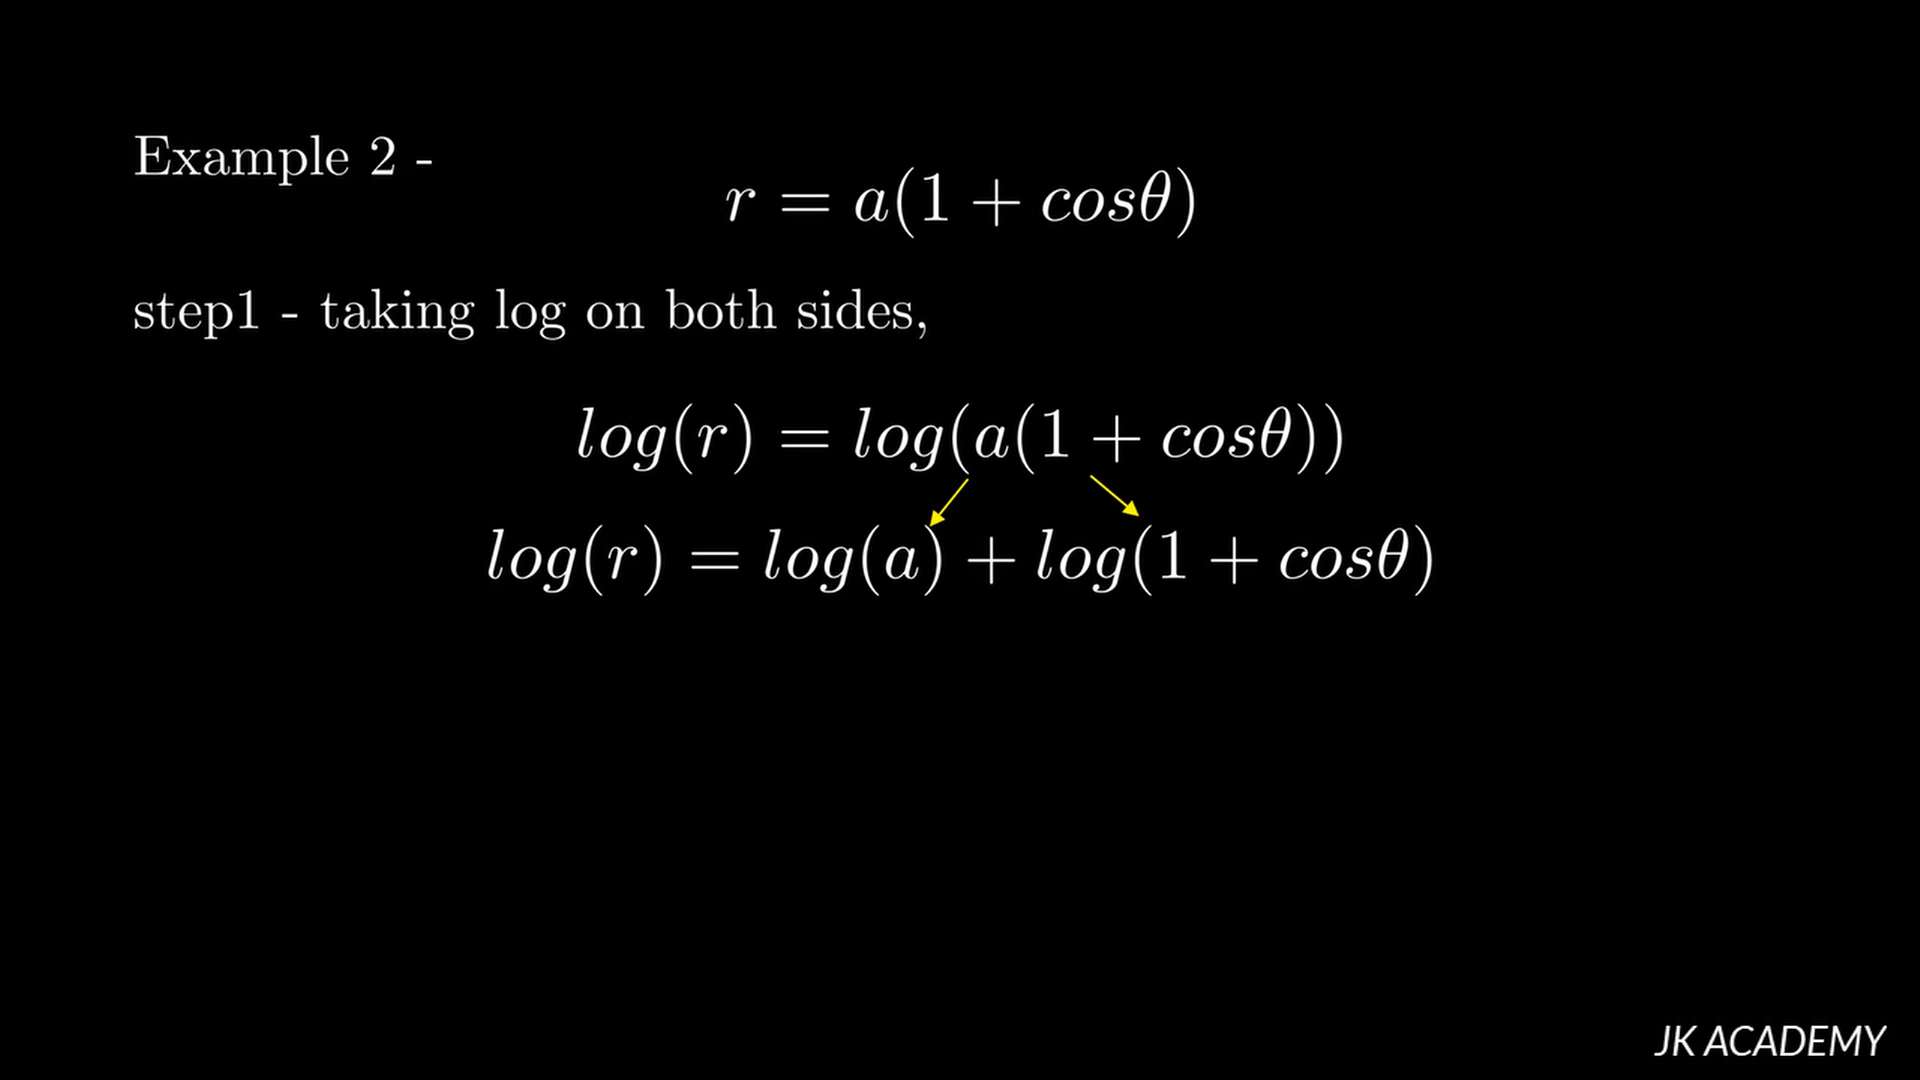 Example 2 -
r = a(1 + cosθ)
step1 - taking log on both sides,
log(r) = log(a(1 + cosθ))
log(r) = log(a) + log(1 + cosθ)
JK ACADEMY